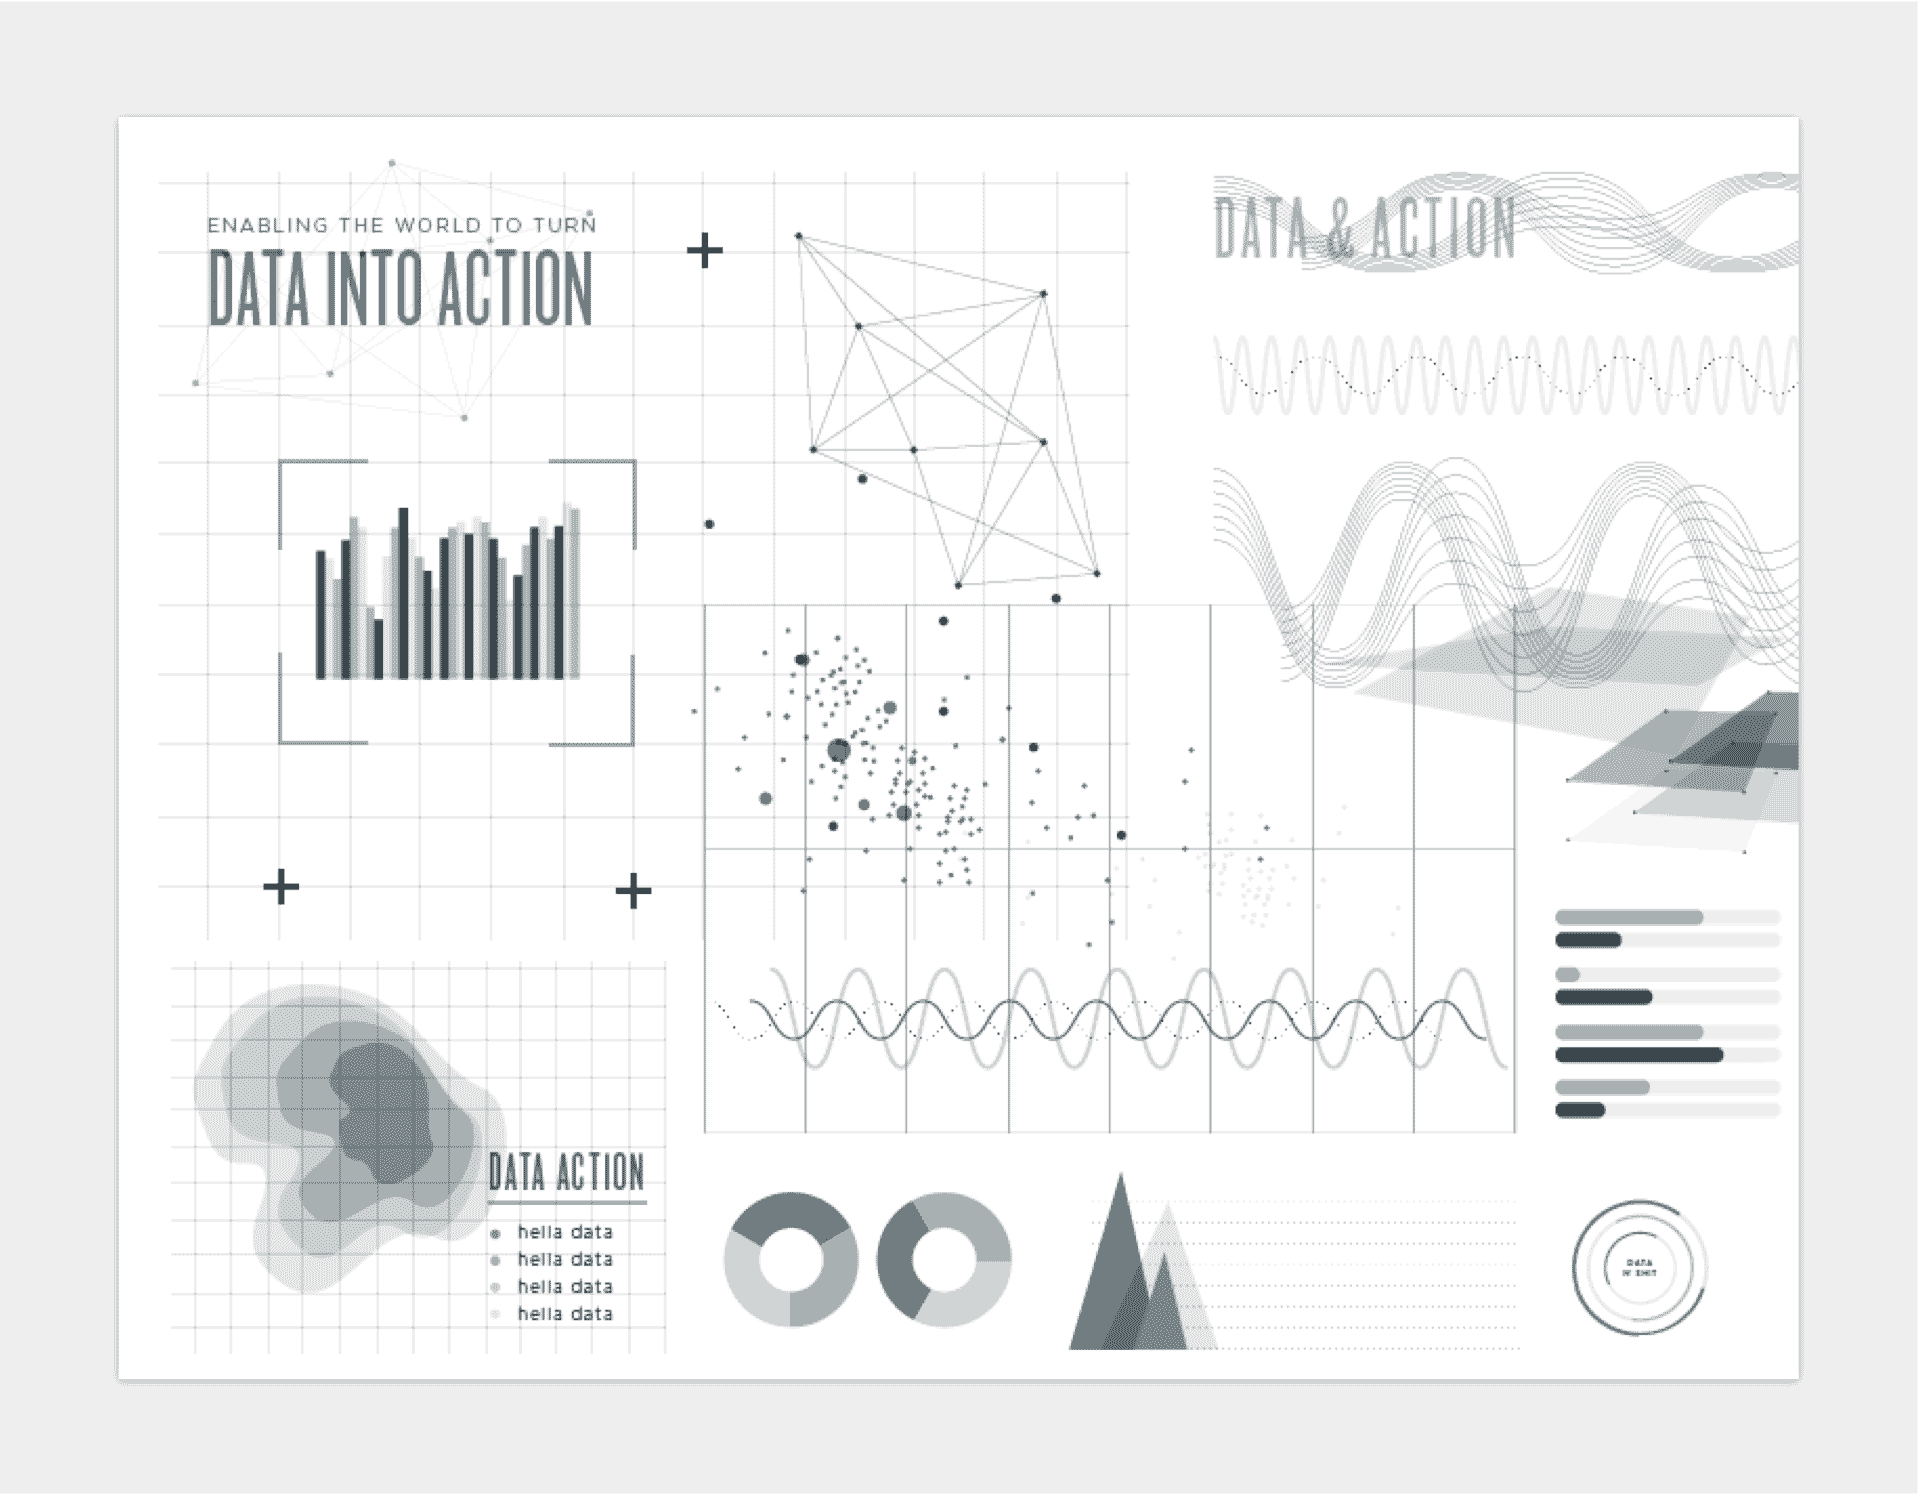 ENABLING THE WORLD TO TURN
DATA INTO ACTION
DATA & ACTION
DATA ACTION
hella data
hella data
hella data
hella data
DATA